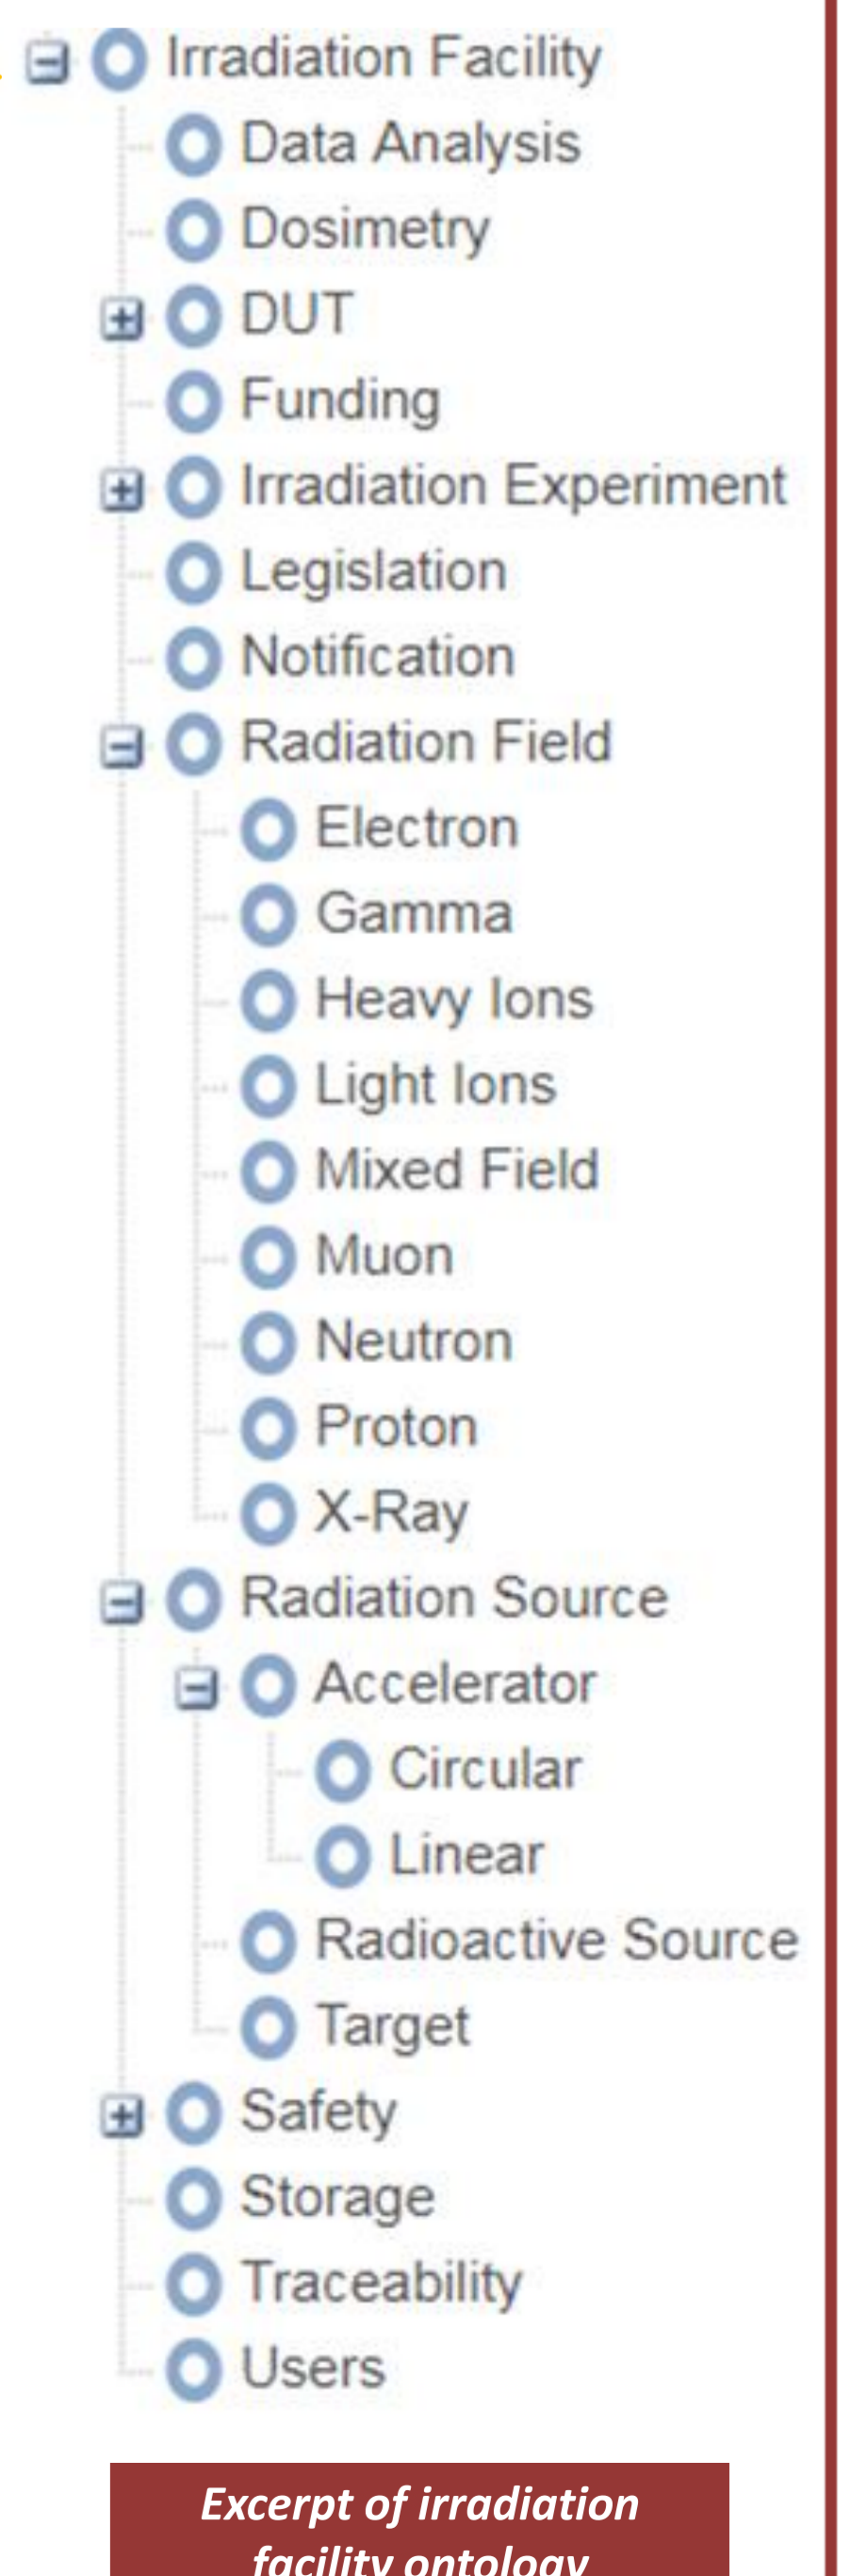 Irradiation Facility
Data Analysis
Dosimetry
DUT
Funding
Irradiation Experiment
Legislation
Notification
Radiation Field
Electron
Gamma
Heavy Ions
Light Ions
Mixed Field
Muon
Neutron
Proton
X-Ray
Radiation Source
Accelerator
Circular
Linear
Radioactive Source
Target
Safety
Storage
Traceability
Users
Excerpt of irradiation
facility ontology